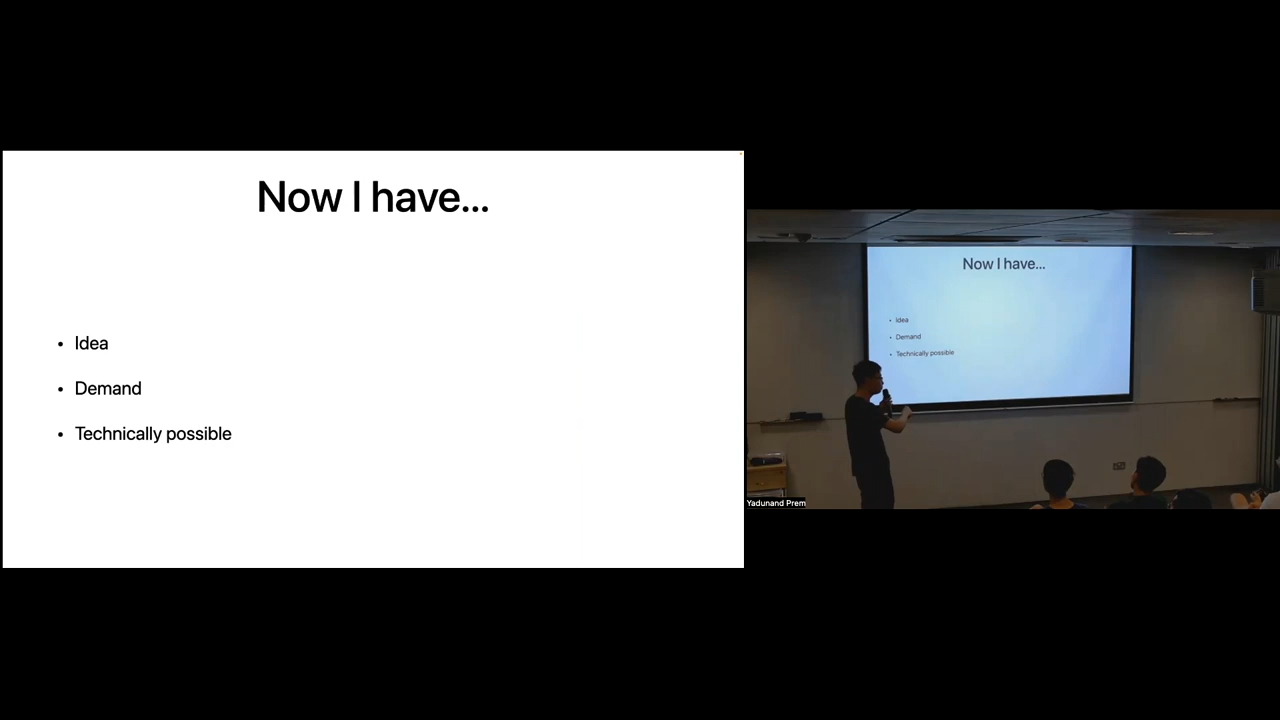 Now I have...
• Idea
• Demand
• Technically possible
Now I have...
• Idea
• Demand
• Technically possible
Yadunand Prem